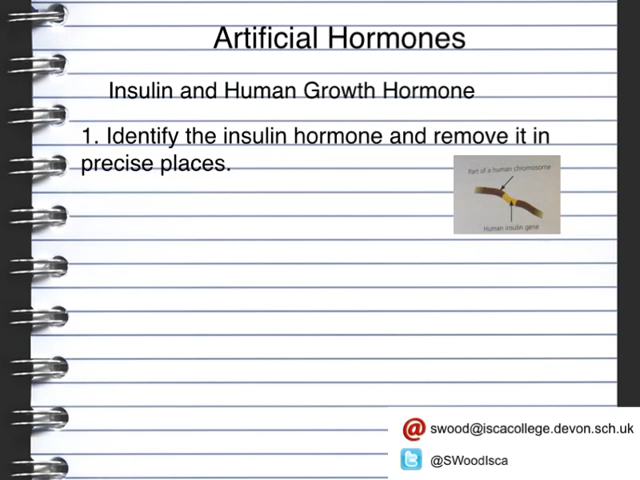 Artificial Hormones
Insulin and Human Growth Hormone
1. Identify the insulin hormone and remove it in
precise places.
Part of a human chromosome
Human insulin gene
swood@iscacollege.devon.sch.uk
@SWoodIsca